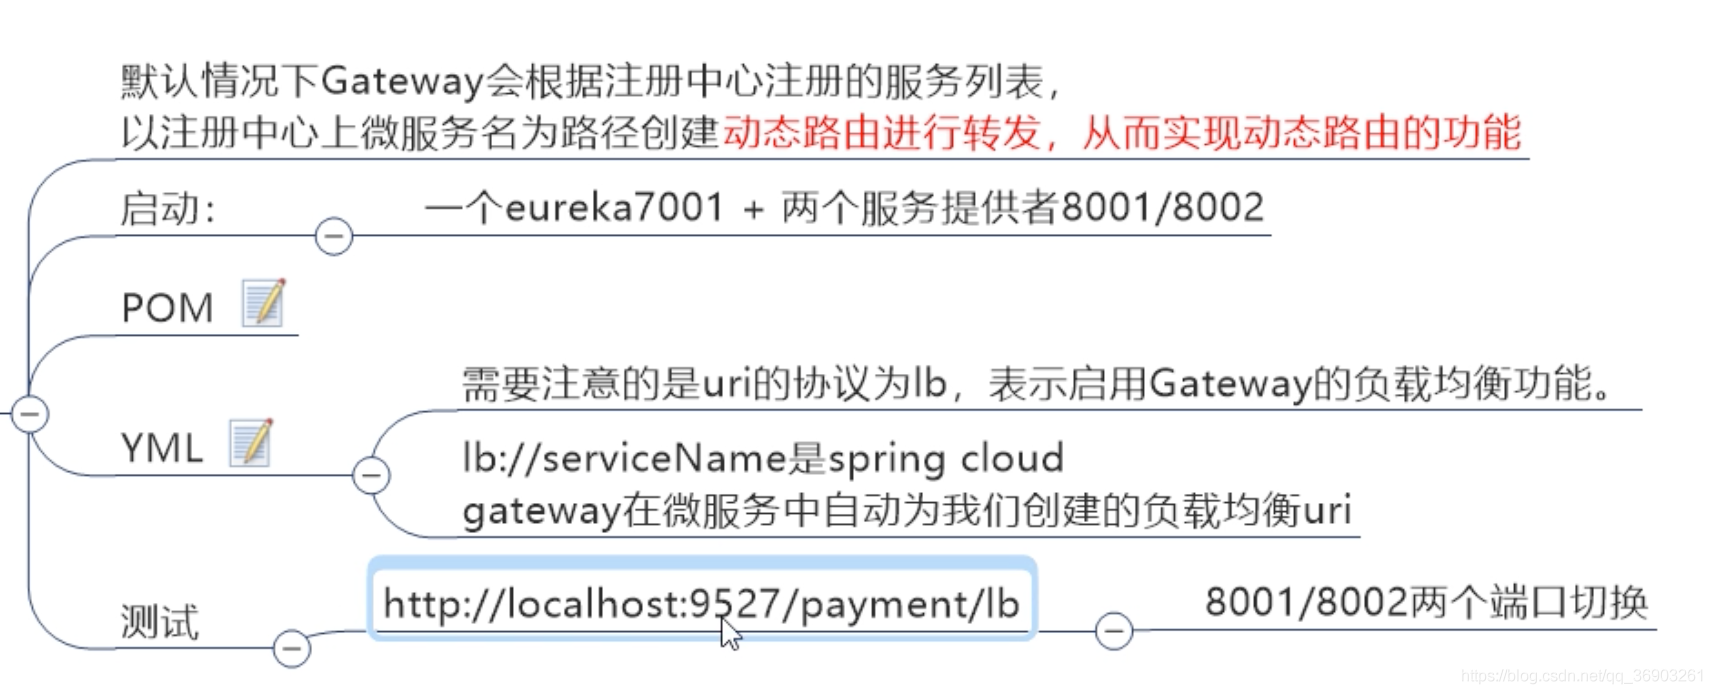 默认情况下Gateway会根据注册中心注册的服务列表，
以注册中心上微服务名为路径创建动态路由进行转发，从而实现动态路由的功能
启动：
一个eureka7001 + 两个服务提供者8001/8002
POM
YML
需要注意的是uri的协议为lb，表示启用Gateway的负载均衡功能。
lb://serviceName是spring cloud
gateway在微服务中自动为我们创建的负载均衡uri
测试
http://localhost:9527/payment/lb
8001/8002两个端口切换
https://blog.csdn.net/qq_36903261